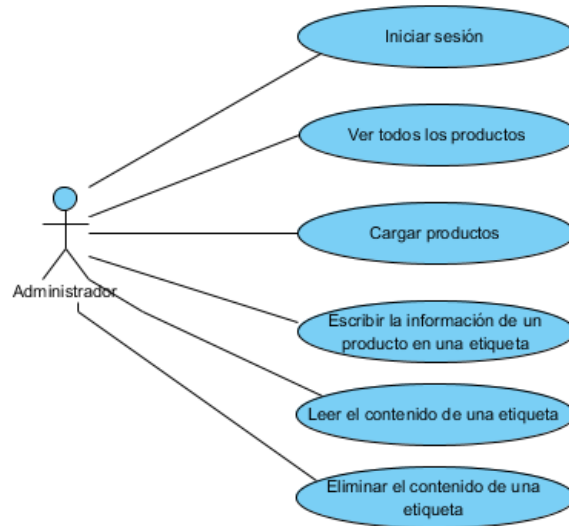 Iniciar sesión
Ver todos los productos
Cargar productos
Administrador
Escribir la información de un
producto en una etiqueta
Leer el contenido de una etiqueta
Eliminar el contenido de una
etiqueta